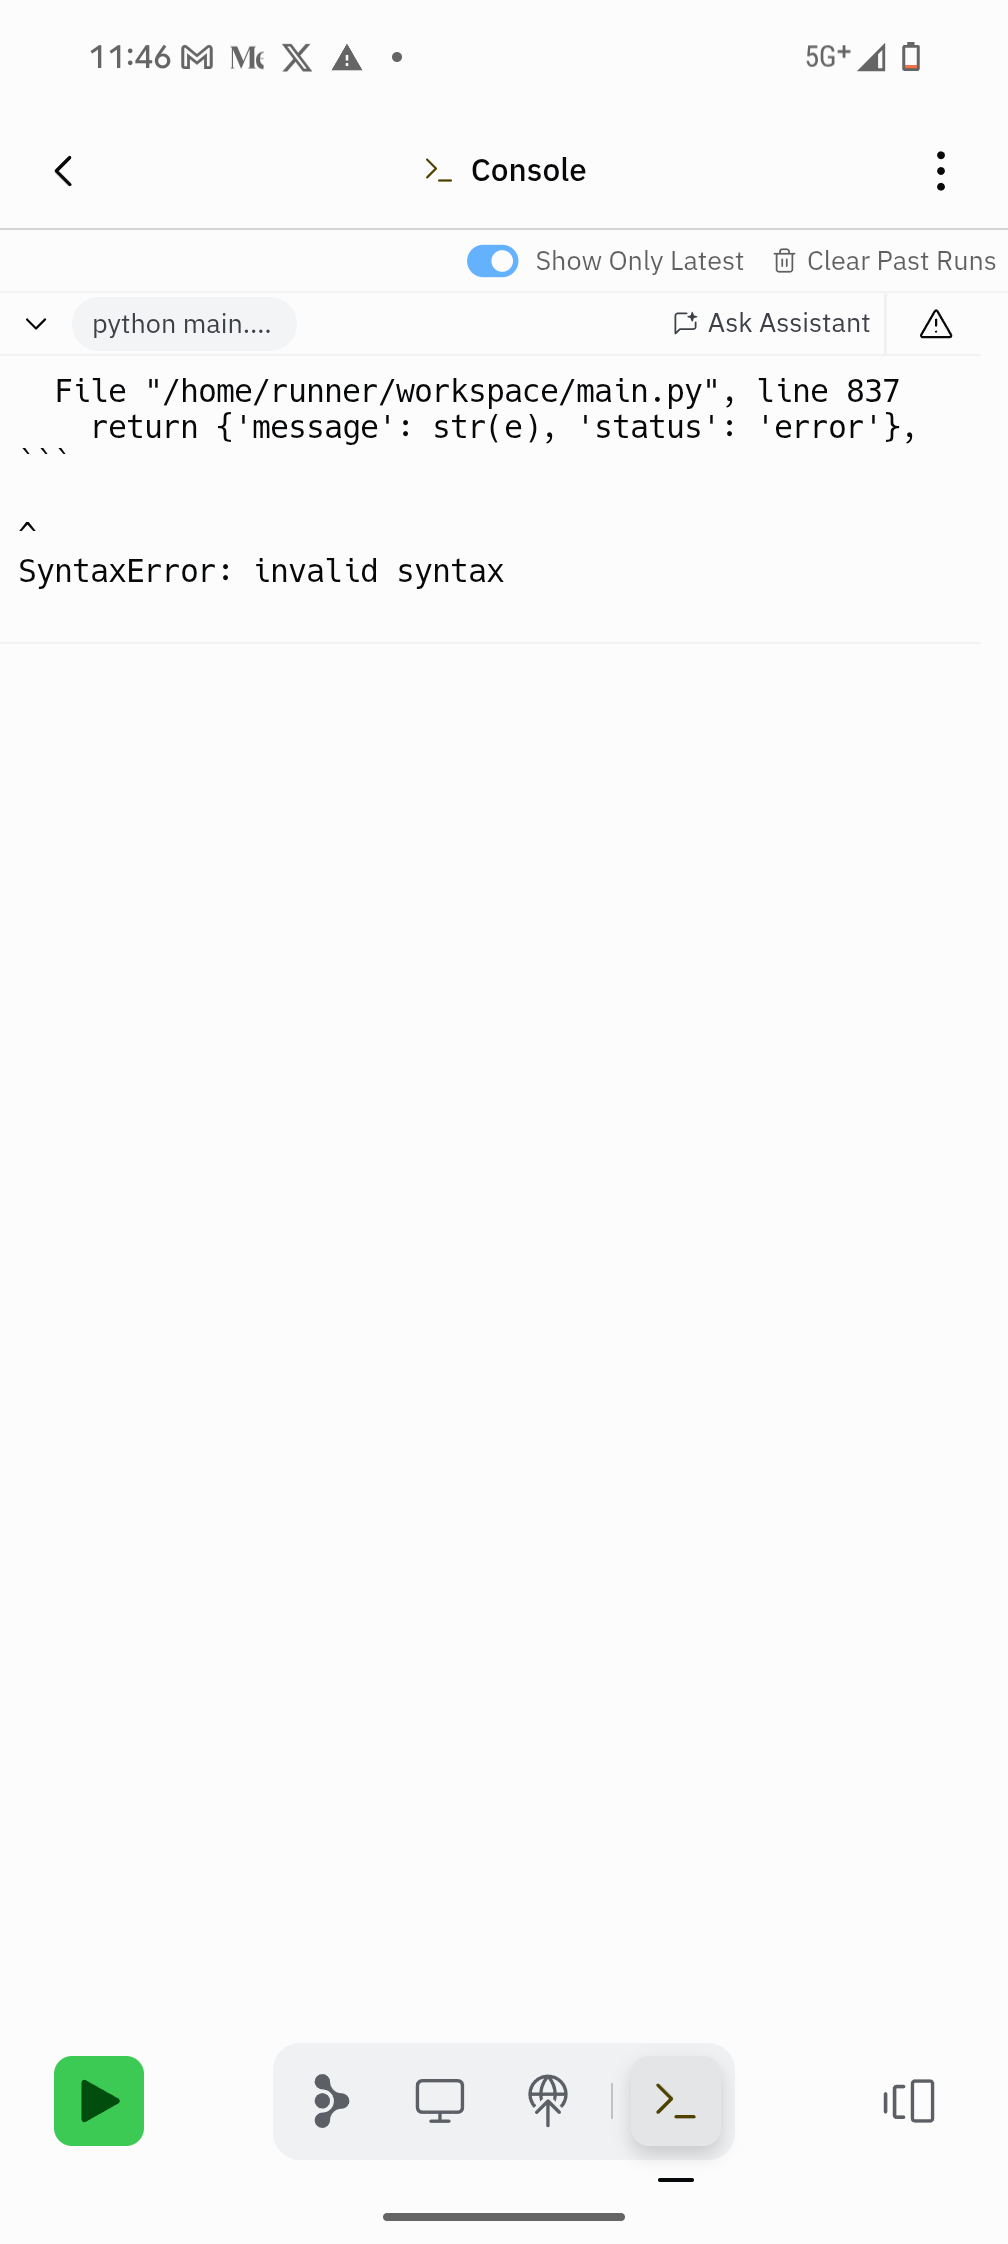 11:46
5G+
>_ Console
Show Only Latest Clear Past Runs
python main.... Ask Assistant
File "/home/runner/workspace/main.py", line 837
return {'message': str(e), 'status': 'error'},
```
^
SyntaxError: invalid syntax